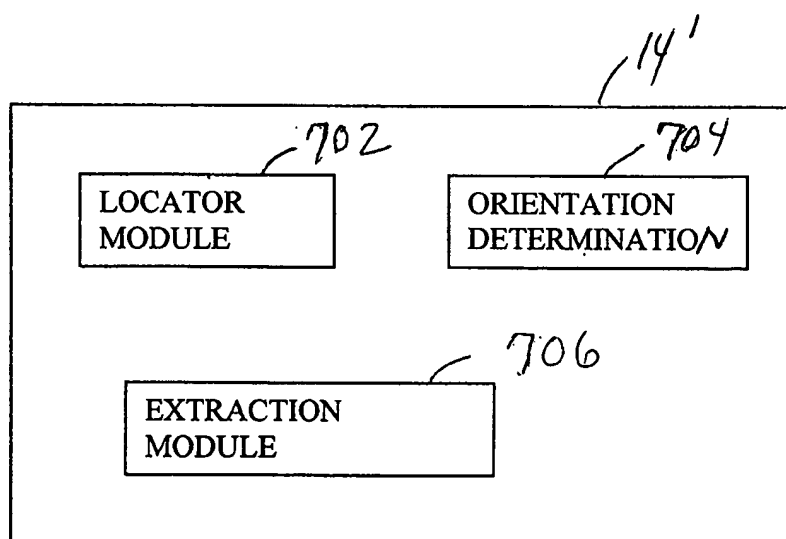 14'
702
704
LOCATOR
MODULE
ORIENTATION
DETERMINATION
706
EXTRACTION
MODULE